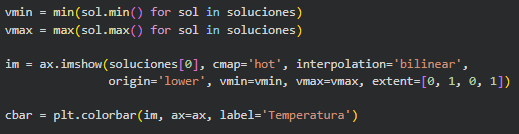 vmin = min(sol.min() for sol in soluciones)
vmax = max(sol.max() for sol in soluciones)
im = ax.imshow(soluciones[0], cmap='hot', interpolation='bilinear',
origin='lower', vmin=vmin, vmax=vmax, extent=[0, 1, 0, 1])
cbar = plt.colorbar(im, ax=ax, label='Temperatura')